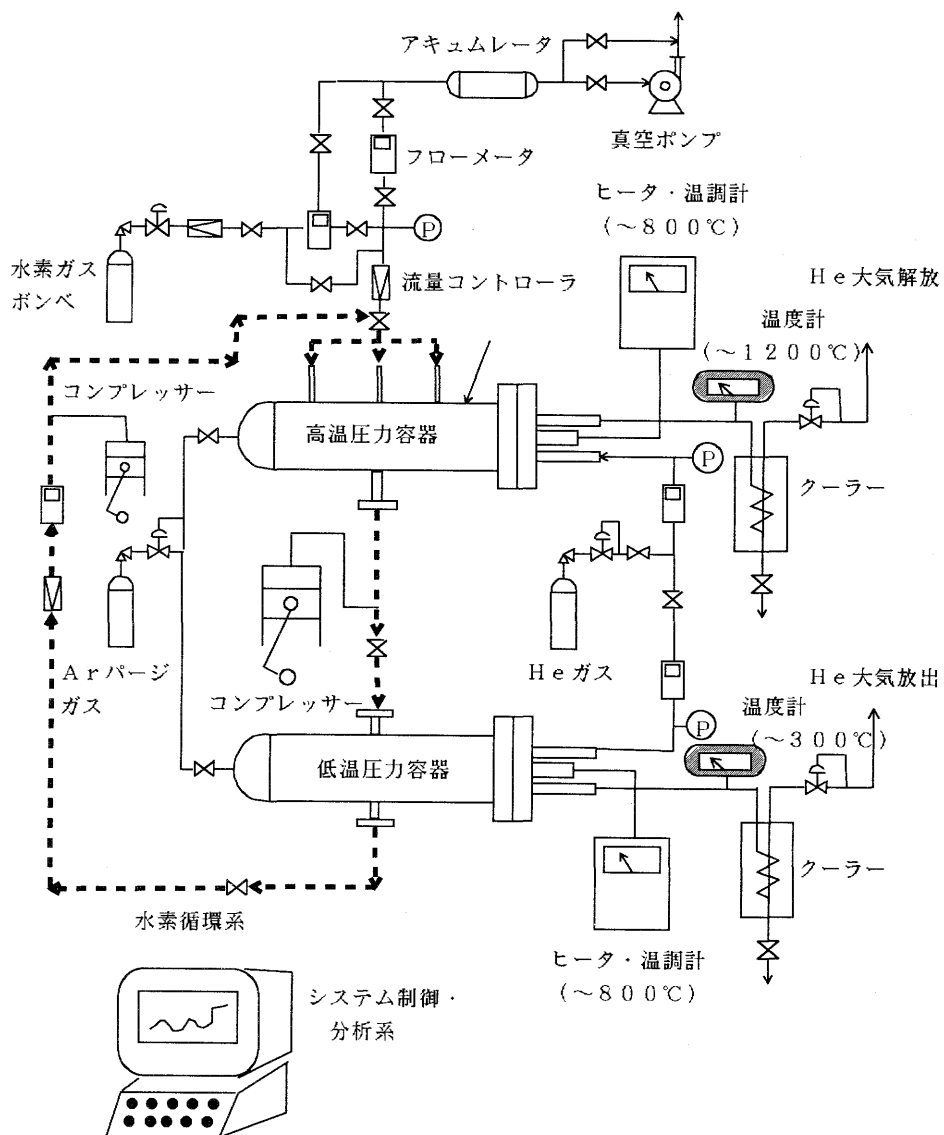 アキュムレータ
真空ポンプ
フローメータ
ヒータ・温調計
(～800℃)
P
水素ガス
ボンベ
流量コントローラ
He大気解放
温度計
(～1200℃)
コンプレッサー
高温圧力容器
P
クーラー
Arパージ
ガス
コンプレッサー
Heガス
He大気放出
温度計
(～300℃)
P
低温圧力容器
クーラー
水素循環系
ヒータ・温調計
(～800℃)
システム制御・
分析系